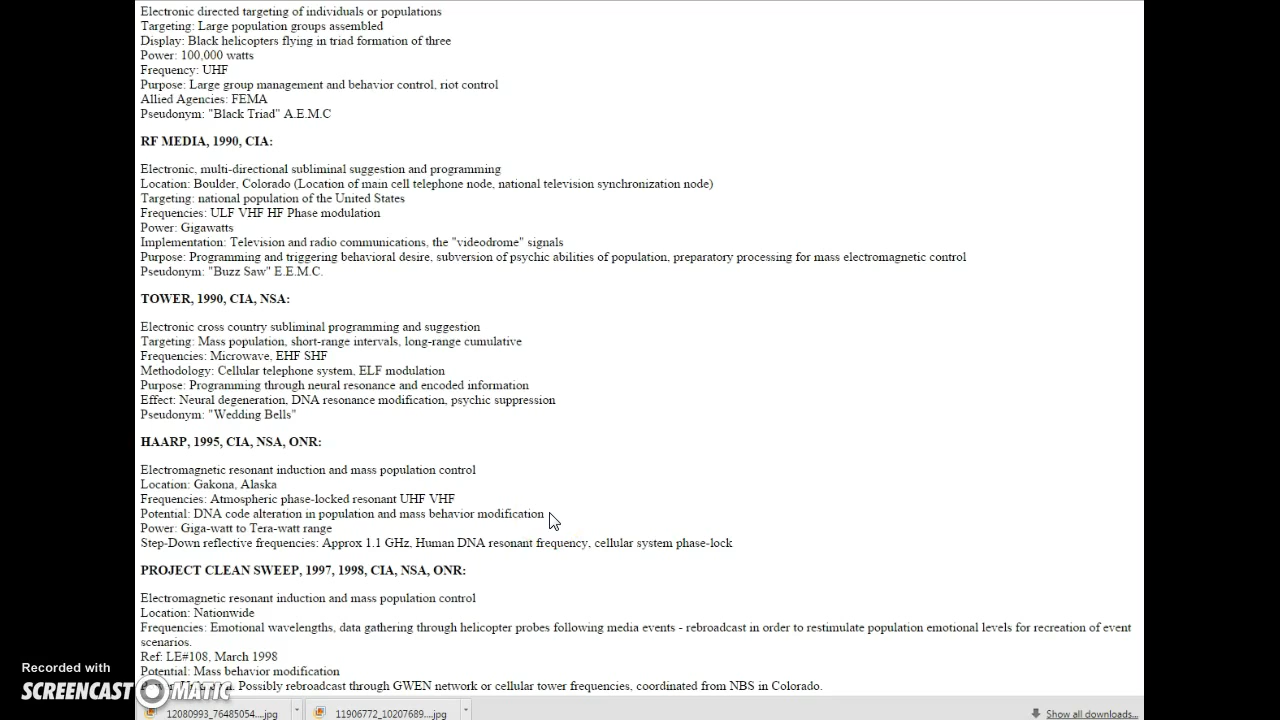 Electronic directed targeting of individuals or populations
Targeting: Large population groups assembled
Display: Black helicopters flying in triad formation of three
Power: 100,000 watts
Frequency: UHF
Purpose: Large group management and behavior control, riot control
Allied Agencies: FEMA
Pseudonym: "Black Triad" A.E.M.C
RF MEDIA, 1990, CIA:
Electronic, multi-directional subliminal suggestion and programming
Location: Boulder, Colorado (Location of main cell telephone node, national television synchronization node)
Targeting: national population of the United States
Frequencies: ULF VHF HF Phase modulation
Power: Gigawatts
Implementation: Television and radio communications, the "videodrome" signals
Purpose: Programming and triggering behavioral desire, subversion of psychic abilities of population, preparatory processing for mass electromagnetic control
Pseudonym: "Buzz Saw" E.E.M.C.
TOWER, 1990, CIA, NSA:
Electronic cross country subliminal programming and suggestion
Targeting: Mass population, short-range intervals, long-range cumulative
Frequencies: Microwave, EHF SHF
Methodology: Cellular telephone system, ELF modulation
Purpose: Programming through neural resonance and encoded information
Effect: Neural degeneration, DNA resonance modification, psychic suppression
Pseudonym: "Wedding Bells"
HAARP, 1995, CIA, NSA, ONR:
Electromagnetic resonant induction and mass population control
Location: Gakona, Alaska
Frequencies: Atmospheric phase-locked resonant UHF VHF
Potential: DNA code alteration in population and mass behavior modification
Power: Giga-watt to Tera-watt range
Step-Down reflective frequencies: Approx 1.1 GHz, Human DNA resonant frequency, cellular system phase-lock
PROJECT CLEAN SWEEP, 1997, 1998, CIA, NSA, ONR:
Electromagnetic resonant induction and mass population control
Location: Nationwide
Frequencies: Emotional wavelengths, data gathering through helicopter probes following media events - rebroadcast in order to restimulate population emotional levels for recreation of event
scenarios.
Ref: LE#108, March 1998
Potential: Mass behavior modification
Possibly rebroadcast through GWEN network or cellular tower frequencies, coordinated from NBS in Colorado.
Recorded with
SCREENCAST MATIC
12080993_76485054....jpg
11906772_10207689....jpg
Show all downloads...